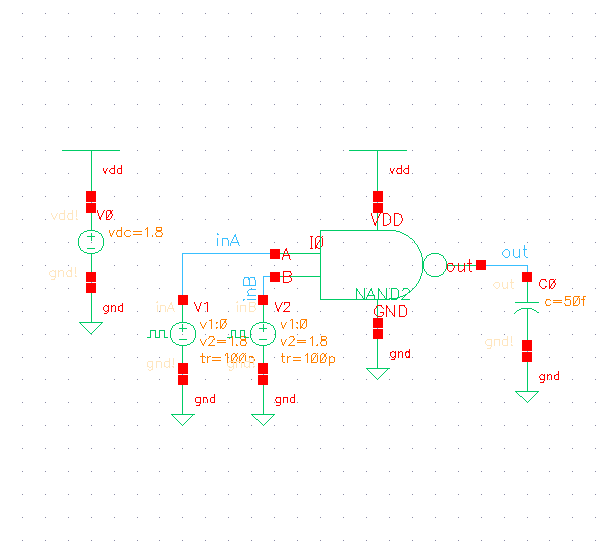 vdd
vdd
vdd!
V0
VDD
vdc=1.8
inA
I0
A
gnd!
B
out
out
inB
NAND2
out
C0
c=50f
gnd
inA
V1
inB
V2
GND
v1:0
v1:0
v2=1.8
v2=1.8
gnd!
tr=100p
tr=100p
gnd
gnd!
gnd
gnd
gnd